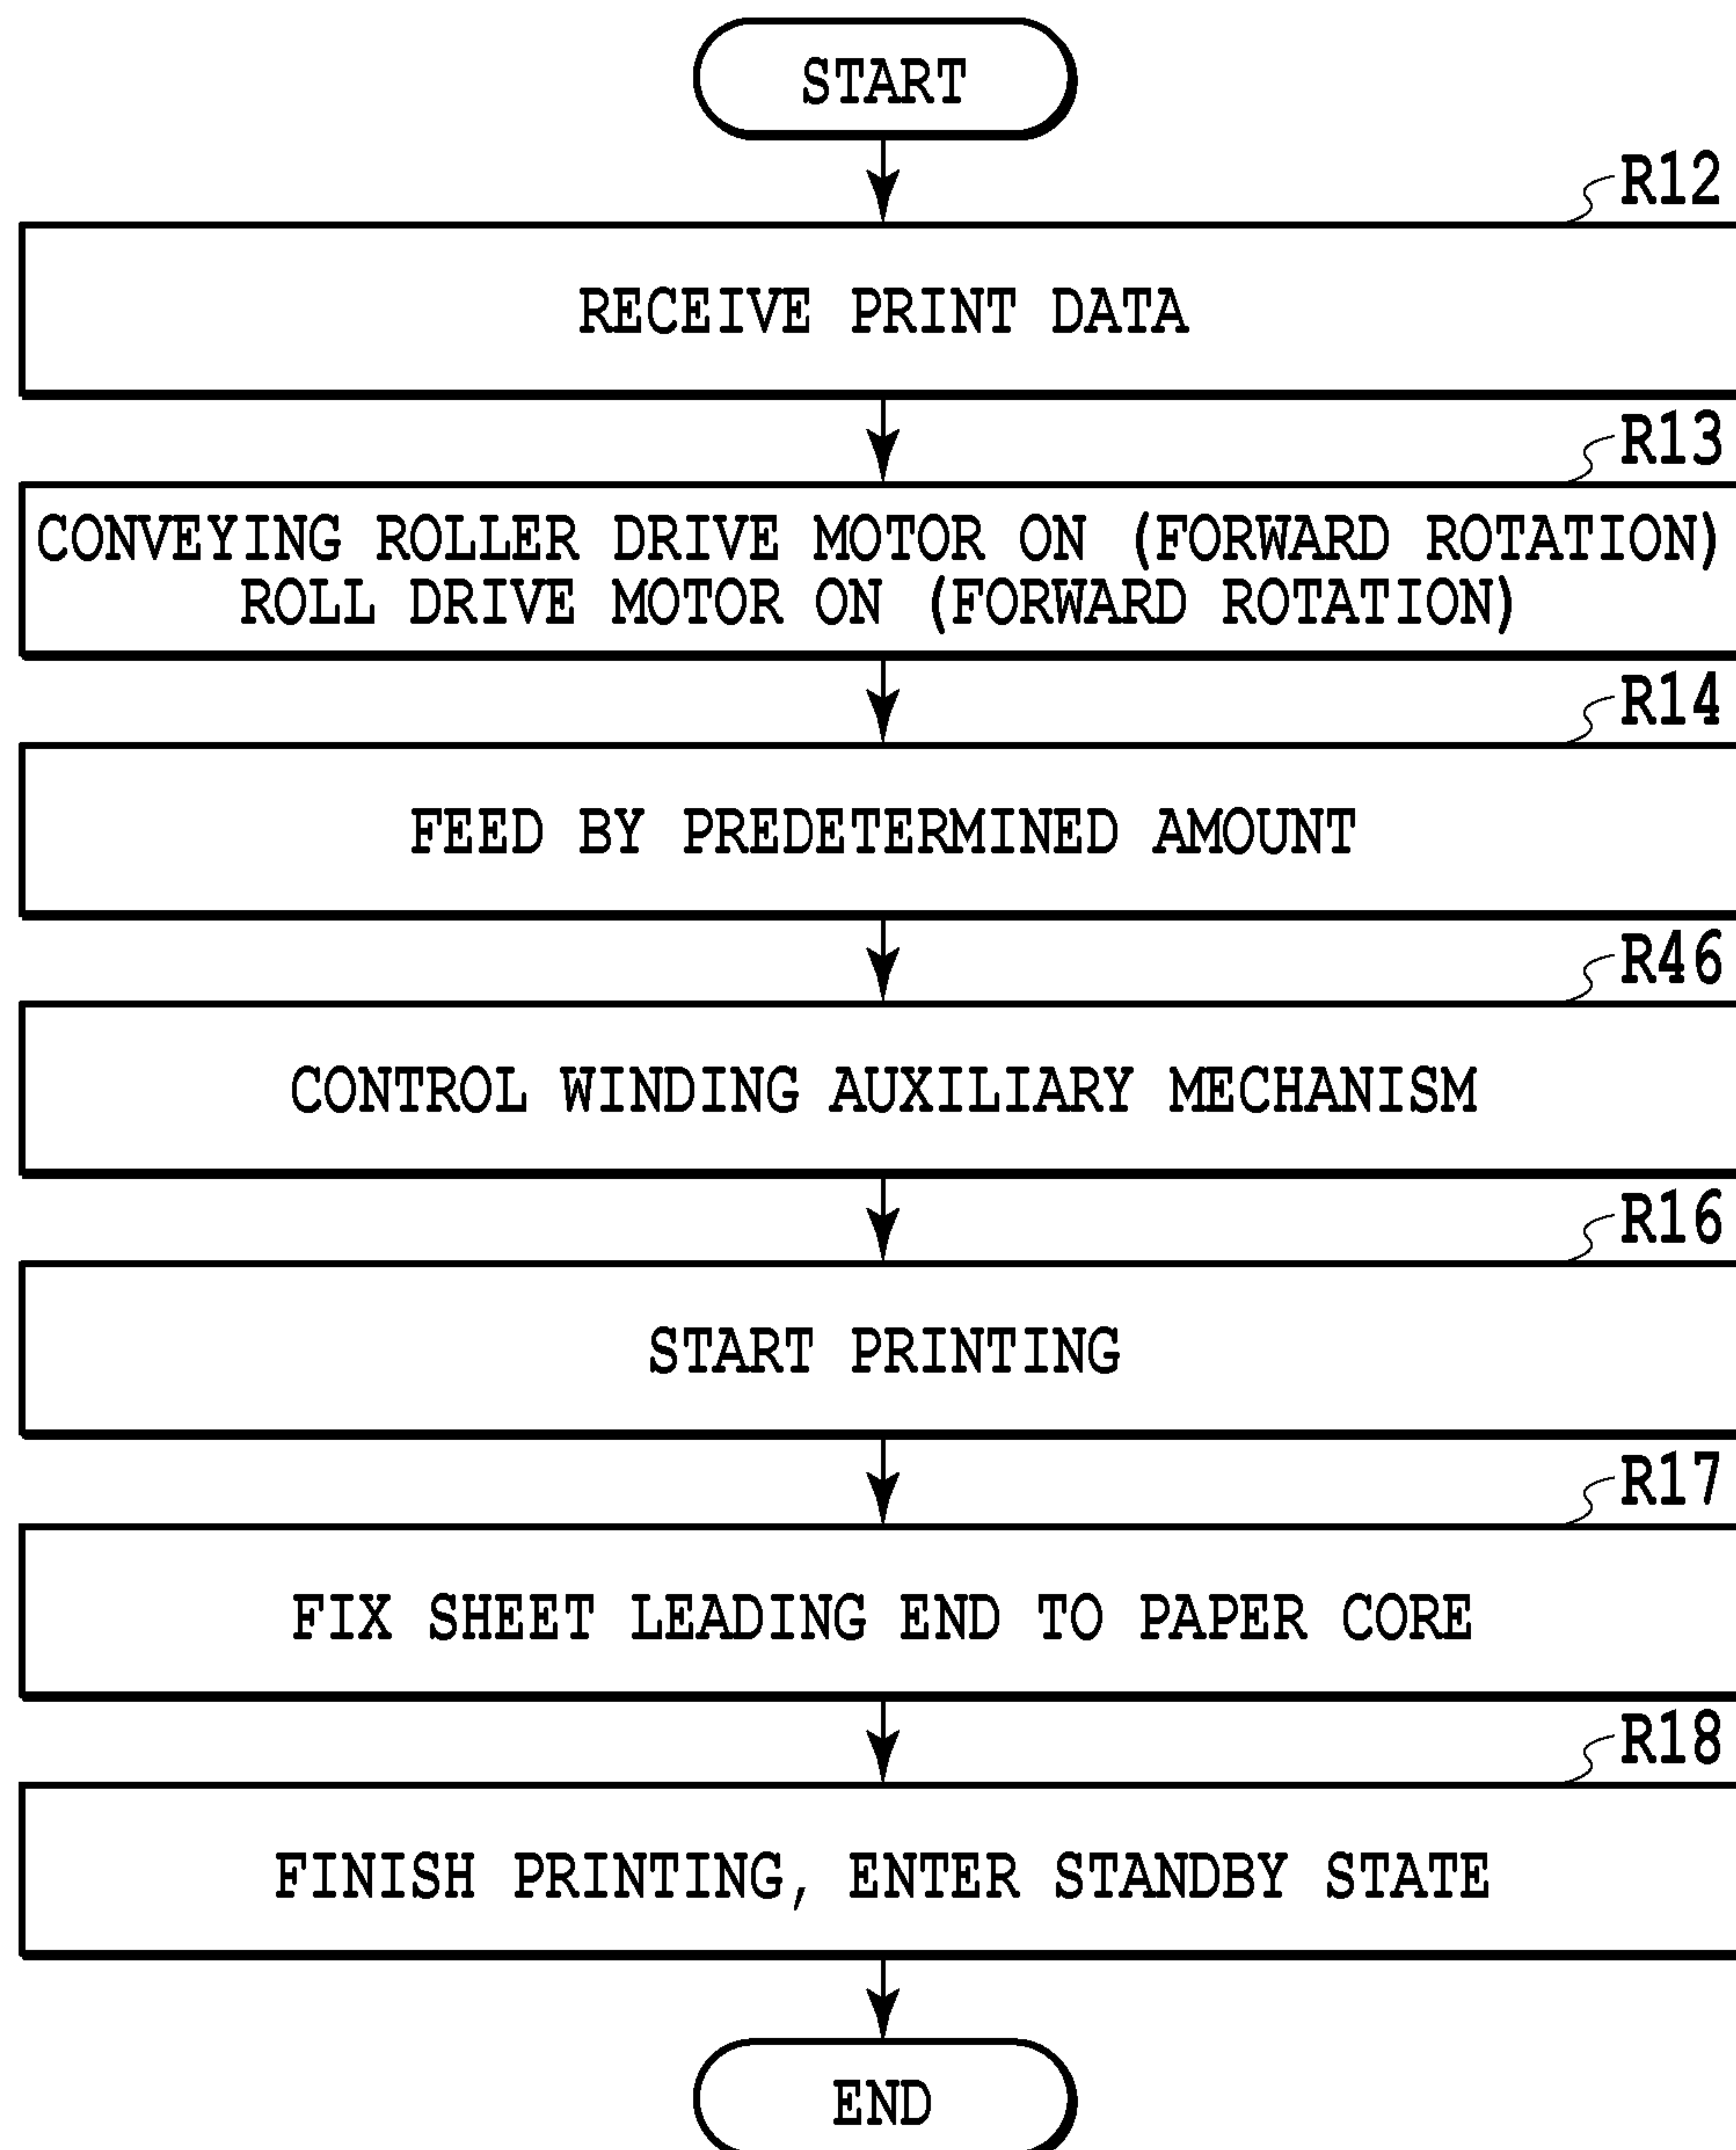 START
R12
RECEIVE PRINT DATA
R13
CONVEYING ROLLER DRIVE MOTOR ON (FORWARD ROTATION)
ROLL DRIVE MOTOR ON (FORWARD ROTATION)
R14
FEED BY PREDETERMINED AMOUNT
R46
CONTROL WINDING AUXILIARY MECHANISM
R16
START PRINTING
R17
FIX SHEET LEADING END TO PAPER CORE
R18
FINISH PRINTING, ENTER STANDBY STATE
END